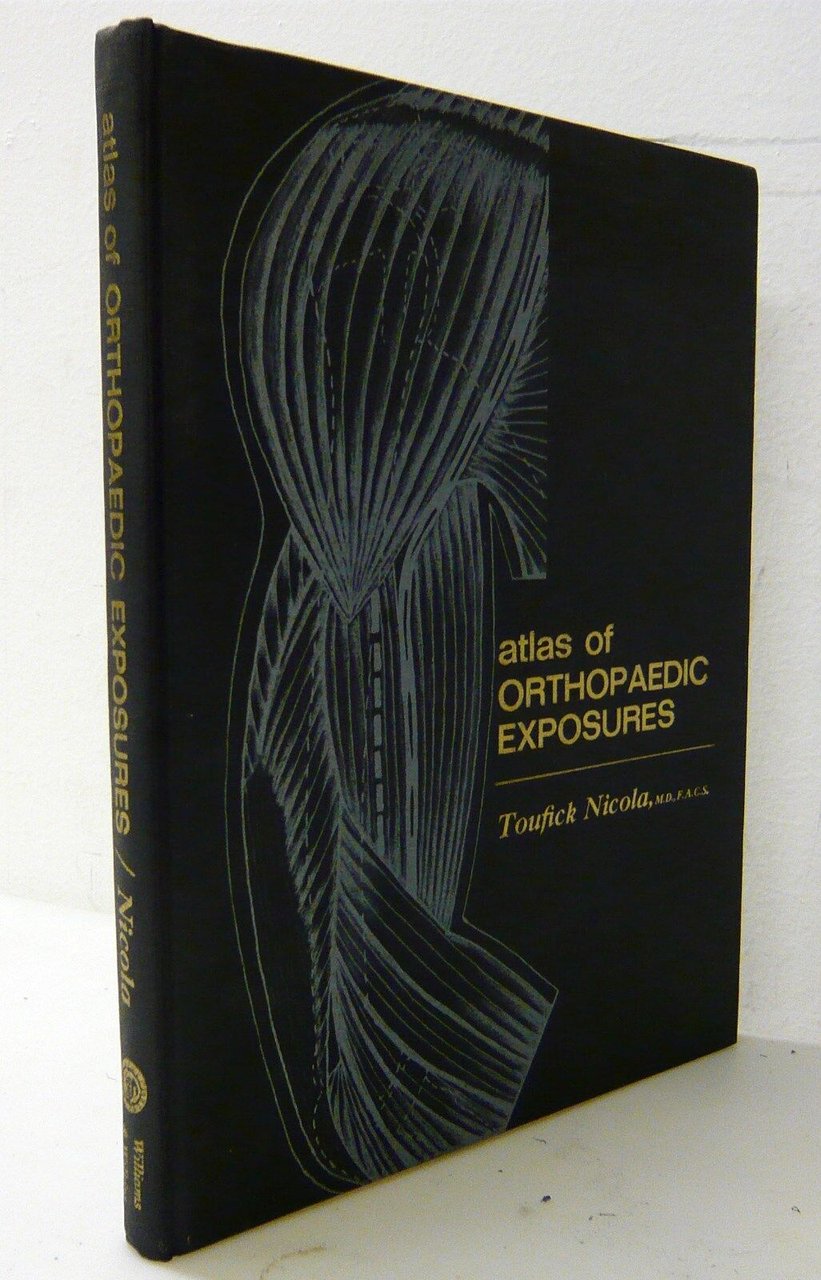 atlas of ORTHOPAEDIC EXPOSURES / Nicola
Williams
atlas of
ORTHOPAEDIC
EXPOSURES
Toufick Nicola, M.D., F.A.C.S.